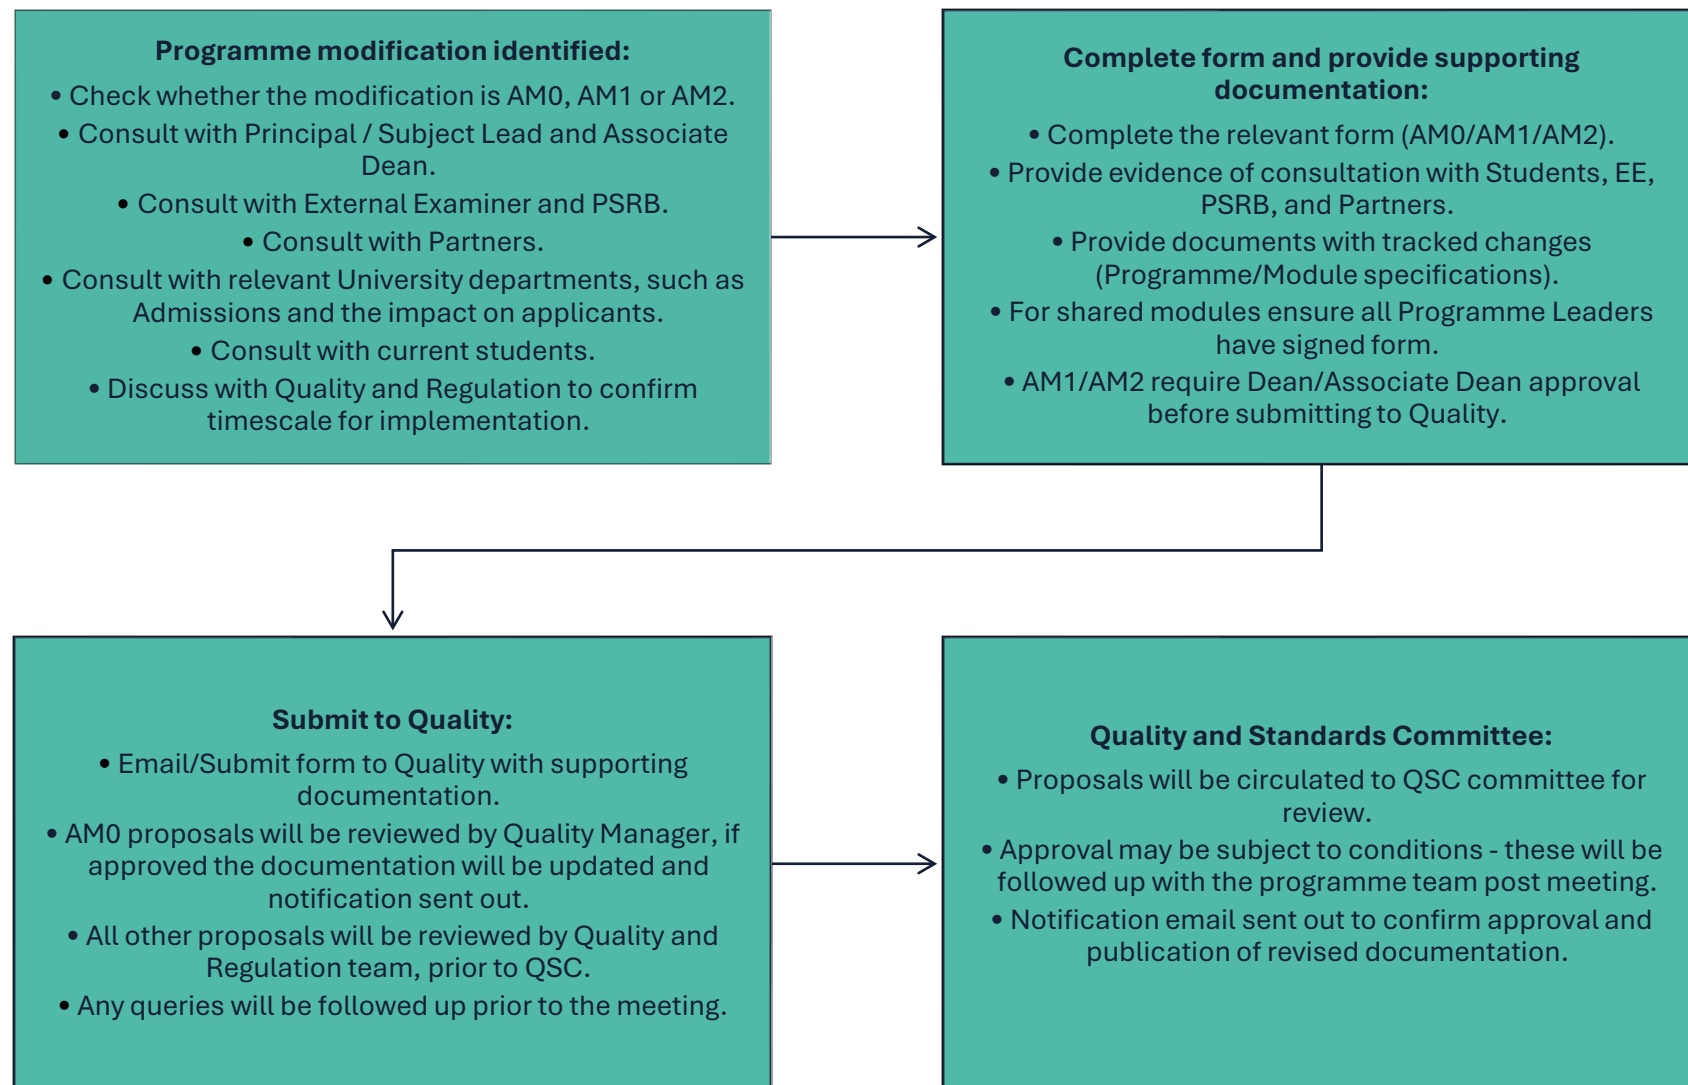 Programme modification identified:
• Check whether the modification is AM0, AM1 or AM2.
• Consult with Principal / Subject Lead and Associate
Dean.
• Consult with External Examiner and PSRB.
• Consult with Partners.
• Consult with relevant University departments, such as
Admissions and the impact on applicants.
• Consult with current students.
• Discuss with Quality and Regulation to confirm
timescale for implementation.
Complete form and provide supporting
documentation:
• Complete the relevant form (AM0/AM1/AM2).
• Provide evidence of consultation with Students, EE,
PSRB, and Partners.
• Provide documents with tracked changes
(Programme/Module specifications).
• For shared modules ensure all Programme Leaders
have signed form.
• AM1/AM2 require Dean/Associate Dean approval
before submitting to Quality.
Submit to Quality:
• Email/Submit form to Quality with supporting
documentation.
• AM0 proposals will be reviewed by Quality Manager, if
approved the documentation will be updated and
notification sent out.
• All other proposals will be reviewed by Quality and
Regulation team, prior to QSC.
• Any queries will be followed up prior to the meeting.
Quality and Standards Committee:
• Proposals will be circulated to QSC committee for
review.
• Approval may be subject to conditions - these will be
followed up with the programme team post meeting.
• Notification email sent out to confirm approval and
publication of revised documentation.